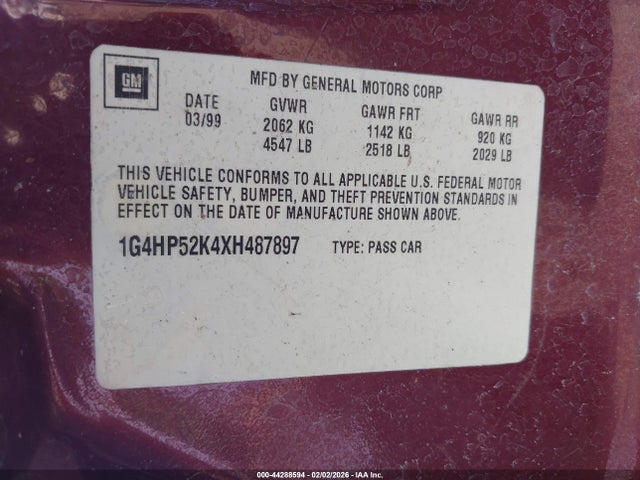 GM
MFD BY GENERAL MOTORS CORP
DATE GVWR GAWR FRT GAWR RR
03/99 2062 KG 1142 KG 920 KG
4547 LB 2518 LB 2029 LB
THIS VEHICLE CONFORMS TO ALL APPLICABLE U.S. FEDERAL MOTOR
VEHICLE SAFETY, BUMPER, AND THEFT PREVENTION STANDARDS IN
EFFECT ON THE DATE OF MANUFACTURE SHOWN ABOVE.
1G4HP52K4XH487897 TYPE: PASS CAR
000-44288594 - 02/02/2026 - IAA Inc.